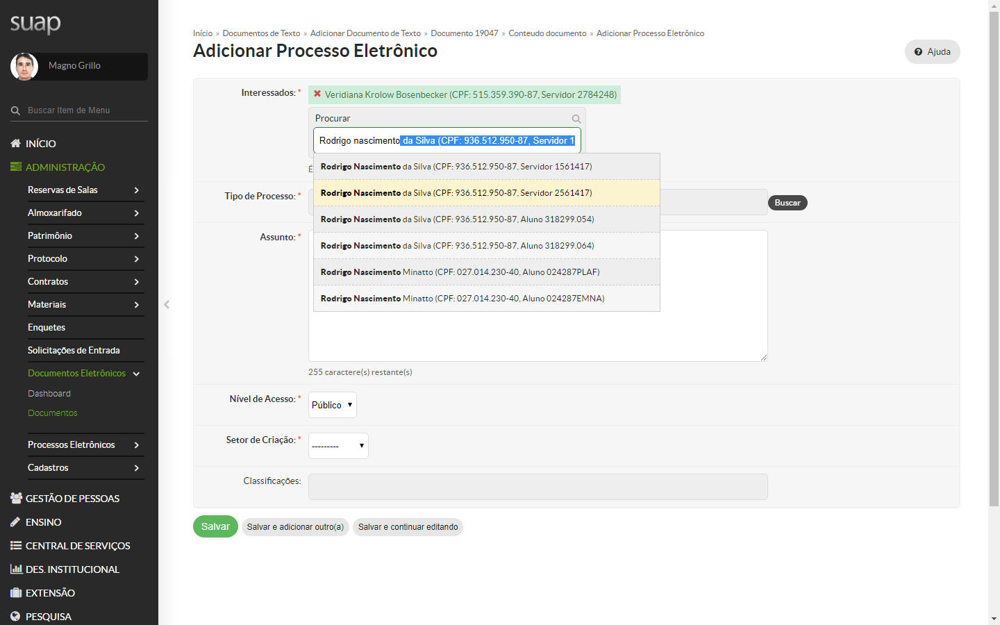 suap
Magno Grillo
Buscar Item de Menu
INÍCIO
ADMINISTRAÇÃO
Reservas de Salas
Almoxarifado
Patrimônio
Protocolo
Contratos
Materiais
Enquetes
Solicitações de Entrada
Documentos Eletrônicos
Dashboard
Documentos
Processos Eletrônicos
Cadastros
GESTÃO DE PESSOAS
ENSINO
CENTRAL DE SERVIÇOS
DES. INSTITUCIONAL
EXTENSÃO
PESQUISA
Início » Documentos de Texto » Adicionar Documento de Texto » Documento 19047 » Conteudo documento » Adicionar Processo Eletrônico
Adicionar Processo Eletrônico
Ajuda
Interessados: *
Veridiana Krolow Bosenbecker (CPF: 515.359.390-87, Servidor 2784248)
Procurar
Rodrigo nascimento da Silva (CPF: 936.512.950-87, Servidor 1
É
Rodrigo Nascimento da Silva (CPF: 936.512.950-87, Servidor 1561417)
Rodrigo Nascimento da Silva (CPF: 936.512.950-87, Servidor 2561417)
Rodrigo Nascimento da Silva (CPF: 936.512.950-87, Aluno 318299.054)
Rodrigo Nascimento da Silva (CPF: 936.512.950-87, Aluno 318299.064)
Rodrigo Nascimento Minatto (CPF: 027.014.230-40, Aluno 024287PLAF)
Rodrigo Nascimento Minatto (CPF: 027.014.230-40, Aluno 024287EMNA)
Tipo de Processo: *
Buscar
Assunto: *
255 caractere(s) restante(s)
Nível de Acesso: *
Público
Setor de Criação: *
---------
Classificações:
Salvar
Salvar e adicionar outro(a)
Salvar e continuar editando